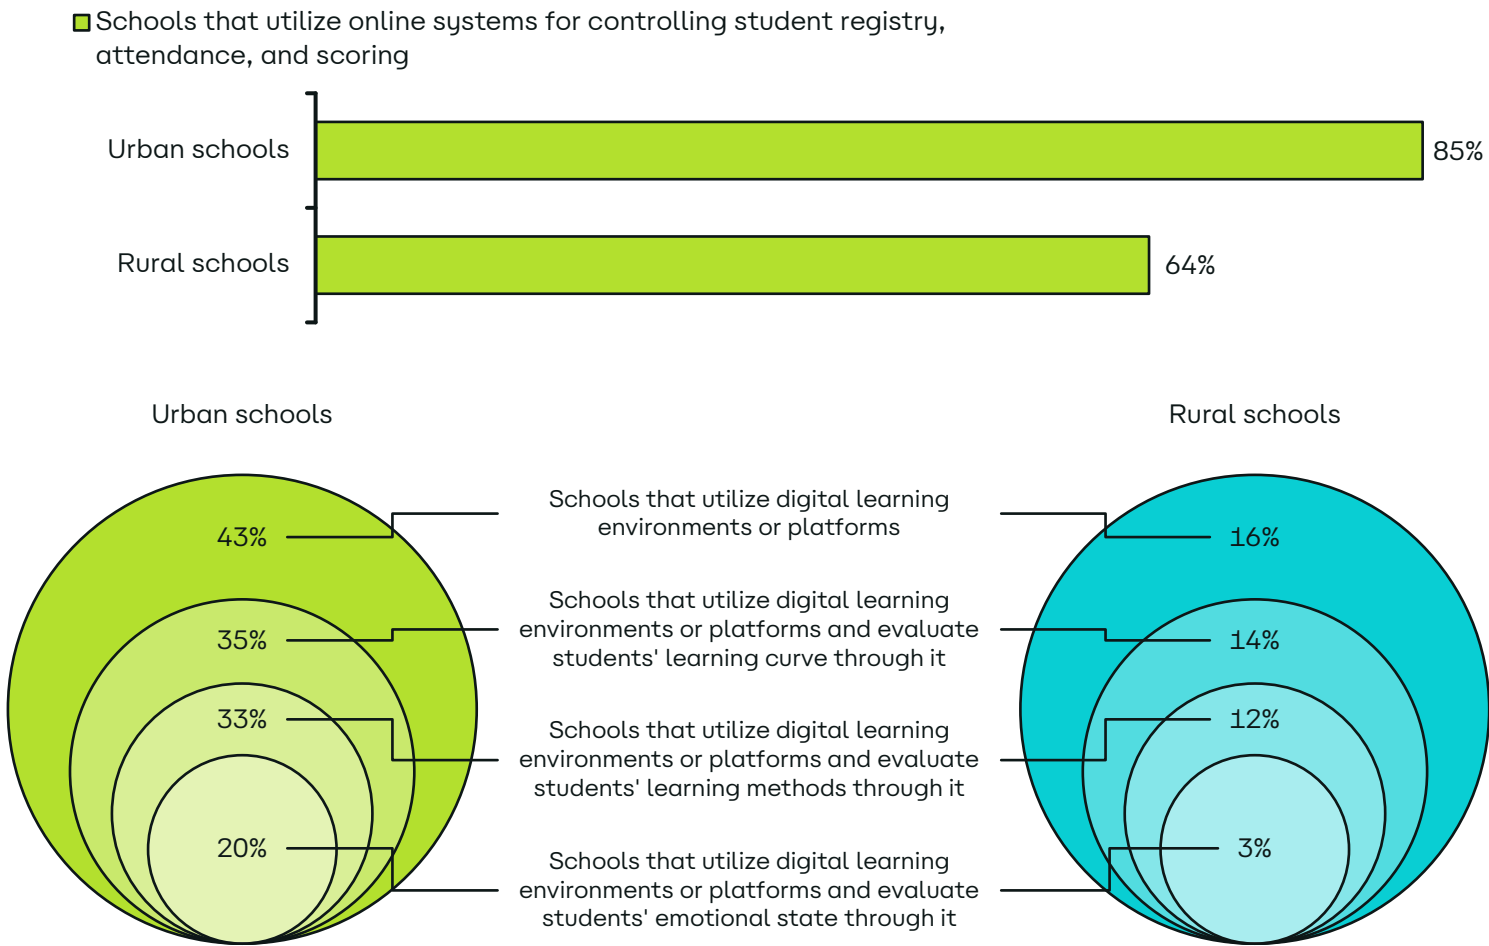 Schools that utilize online systems for controlling student registry,
attendance, and scoring
Urban schools
85%
Rural schools
64%
Urban schools
Rural schools
43%
Schools that utilize digital learning
environments or platforms
16%
35%
Schools that utilize digital learning
environments or platforms and evaluate
students' learning curve through it
14%
33%
Schools that utilize digital learning
environments or platforms and evaluate
students' learning methods through it
12%
20%
Schools that utilize digital learning
environments or platforms and evaluate
students' emotional state through it
3%